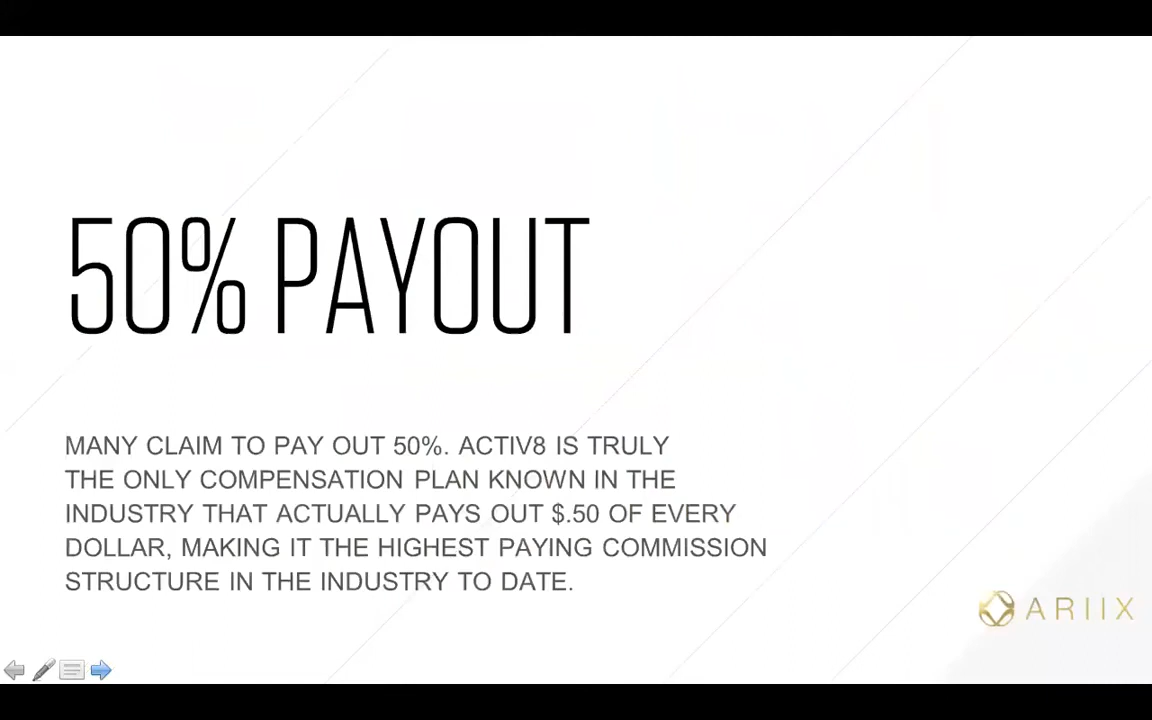 50% PAYOUT
MANY CLAIM TO PAY OUT 50%. ACTIV8 IS TRULY
THE ONLY COMPENSATION PLAN KNOWN IN THE
INDUSTRY THAT ACTUALLY PAYS OUT $.50 OF EVERY
DOLLAR, MAKING IT THE HIGHEST PAYING COMMISSION
STRUCTURE IN THE INDUSTRY TO DATE.
ARIIX